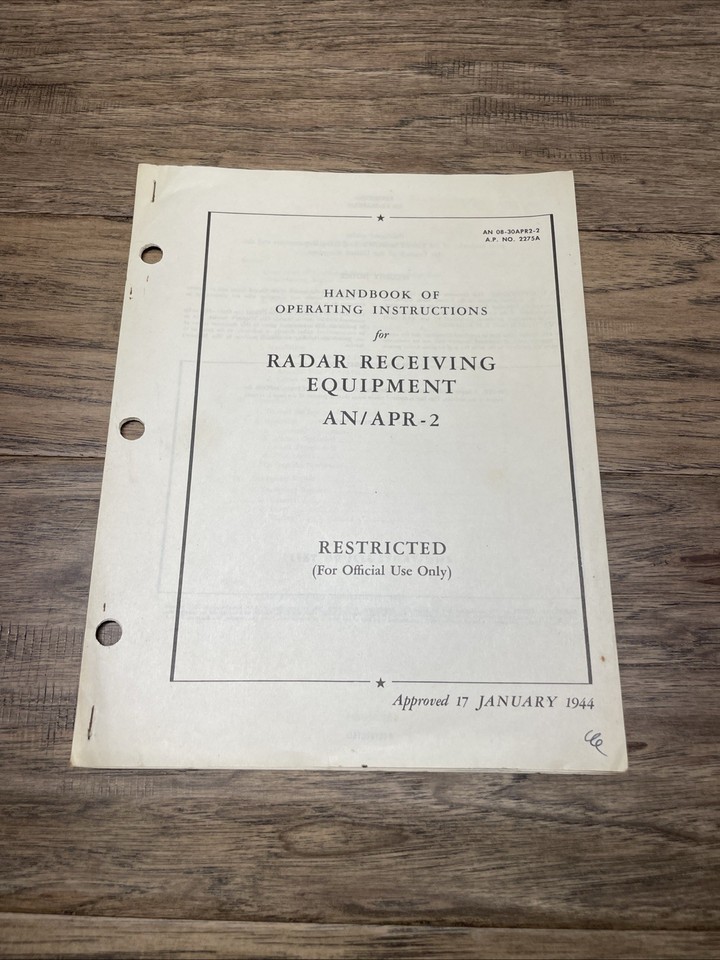 AN 08-30APR2-2
A.P. NO. 2275A
HANDBOOK OF
OPERATING INSTRUCTIONS
for
RADAR RECEIVING
EQUIPMENT
AN/APR-2
RESTRICTED
(For Official Use Only)
Approved 17 JANUARY 1944